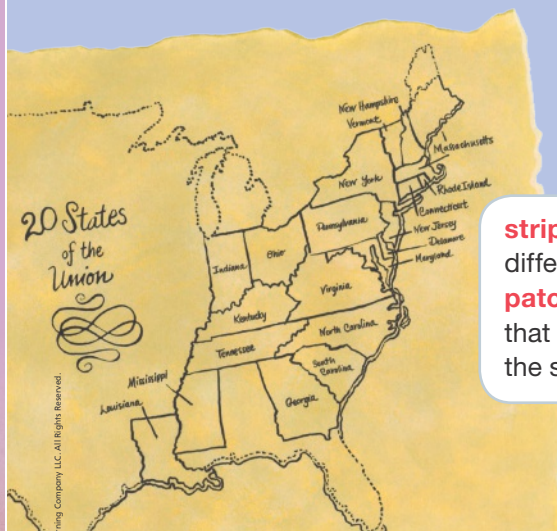 20 States
of the
Union
New Hampshire
Vermont
Massachusetts
New York
Rhode Island
Connecticut
Pennsylvania
New Jersey
Delaware
Maryland
Indiana
Ohio
Virginia
Kentucky
North Carolina
Tennessee
South
Carolina
Mississippi
Georgia
Louisiana
strip
diffe
patc
that
the s
rning Company LLC. All Rights Reserved.